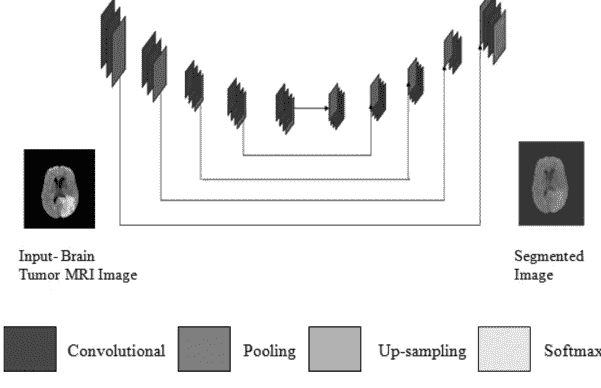 Input- Brain
Tumor MRI Image
Segmented
Image
Convolutional
Pooling
Up-sampling
Softmax